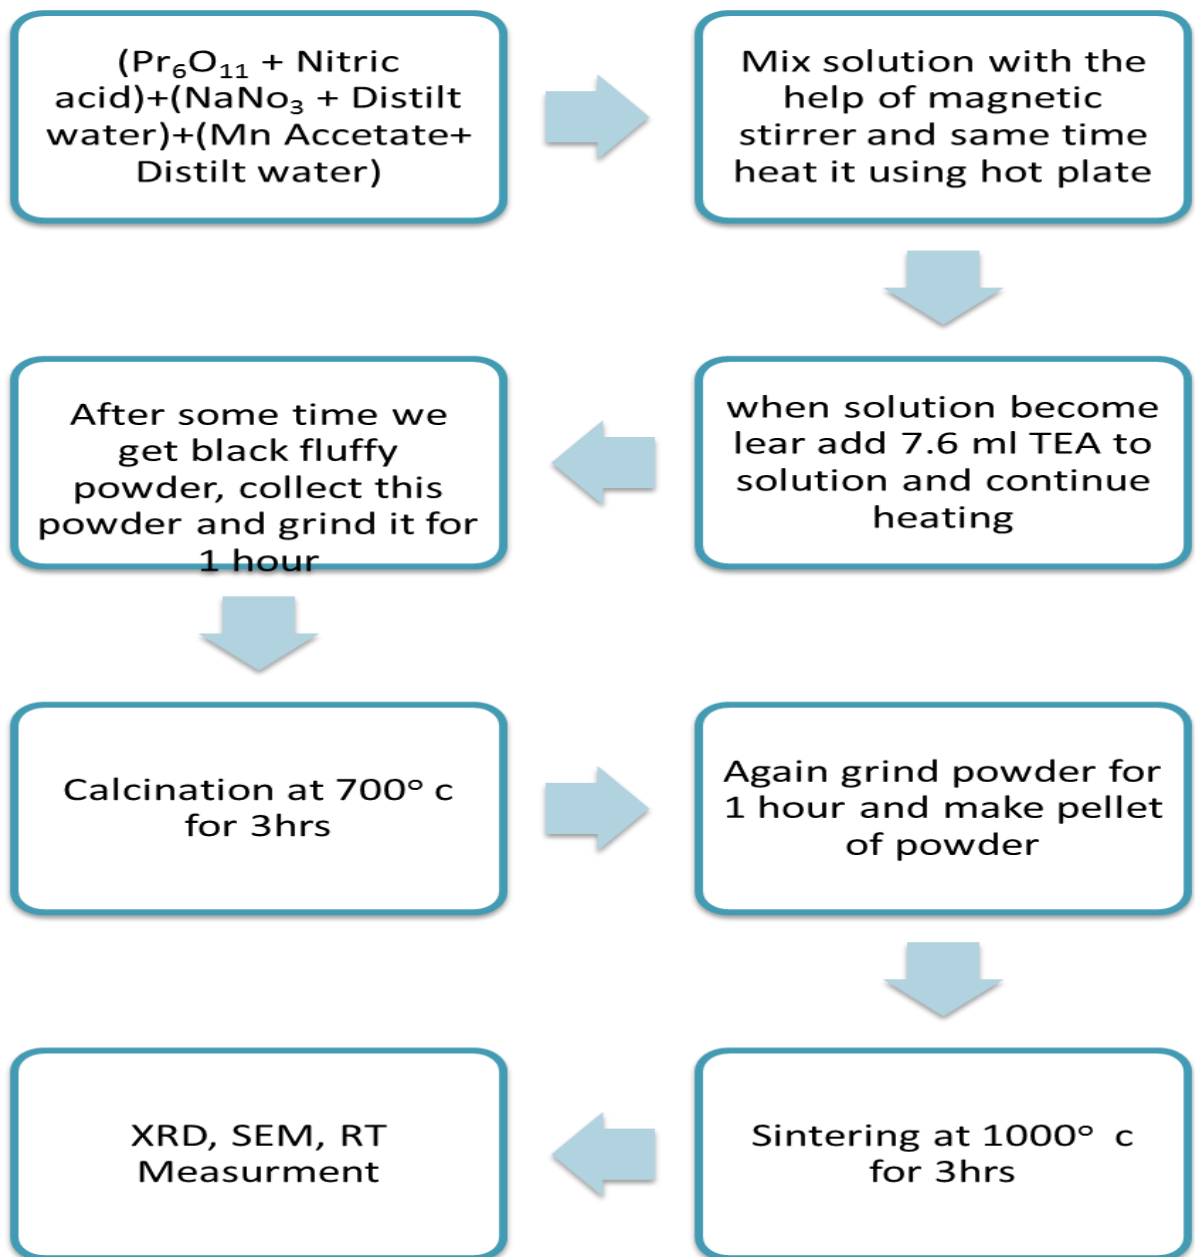 (Pr₆O₁₁ + Nitric
acid)+(NaNo₃ + Distilt
water)+(Mn Accetate+
Distilt water)
Mix solution with the
help of magnetic
stirrer and same time
heat it using hot plate
when solution become
lear add 7.6 ml TEA to
solution and continue
heating
After some time we
get black fluffy
powder, collect this
powder and grind it for
1 hour
Calcination at 700° c
for 3hrs
Again grind powder for
1 hour and make pellet
of powder
Sintering at 1000° c
for 3hrs
XRD, SEM, RT
Measurment